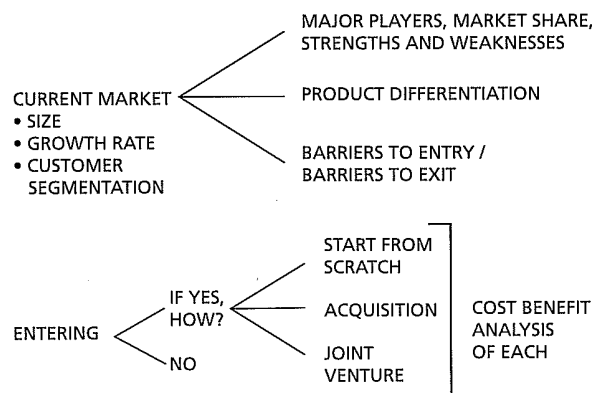 MAJOR PLAYERS, MARKET SHARE,
STRENGTHS AND WEAKNESSES
CURRENT MARKET
• SIZE
• GROWTH RATE
• CUSTOMER
SEGMENTATION
PRODUCT DIFFERENTIATION
BARRIERS TO ENTRY /
BARRIERS TO EXIT
ENTERING
IF YES,
HOW?
NO
START FROM
SCRATCH
ACQUISITION
JOINT
VENTURE
COST BENEFIT
ANALYSIS
OF EACH